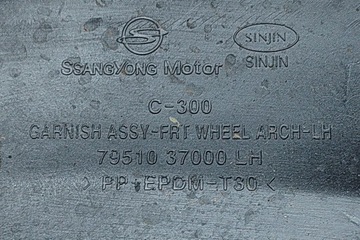 SINJIN
SSANGYONG Motor SINJIN
C-300
GARNISH ASSY-FRT WHEEL ARCH-LH
79510 37000 LH
> PP+EPDM-T30 <